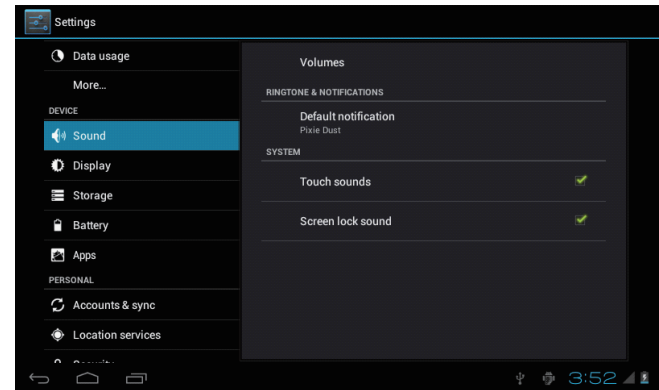 Settings
Data usage
More...
DEVICE
Sound
Display
Storage
Battery
Apps
PERSONAL
Accounts & sync
Location services
Volumes
RINGTONE & NOTIFICATIONS
Default notification
Pixie Dust
SYSTEM
Touch sounds
Screen lock sound
3:52